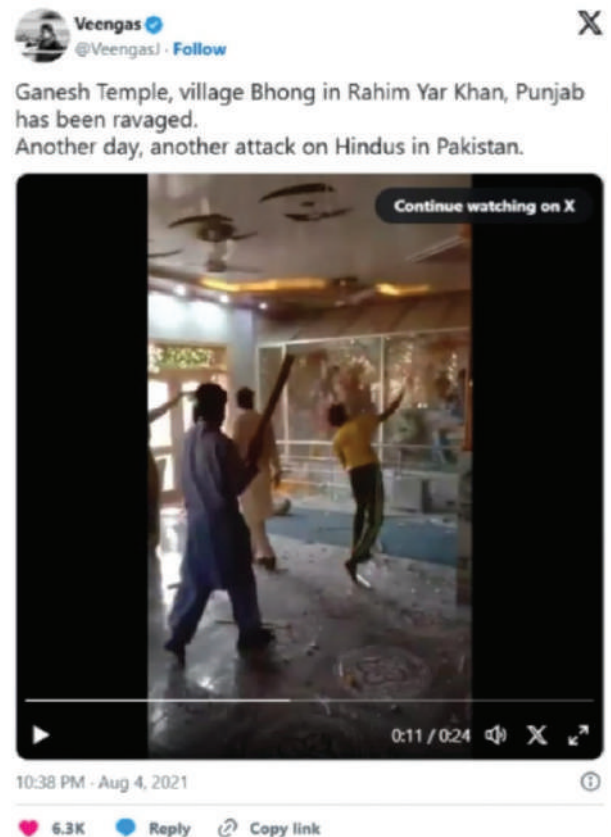 Veengas
@VeengasJ · Follow
Ganesh Temple, village Bhong in Rahim Yar Khan, Punjab
has been ravaged.
Another day, another attack on Hindus in Pakistan.
Continue watching on X
0:11 / 0:24
10:38 PM · Aug 4, 2021
6.3K Reply Copy link